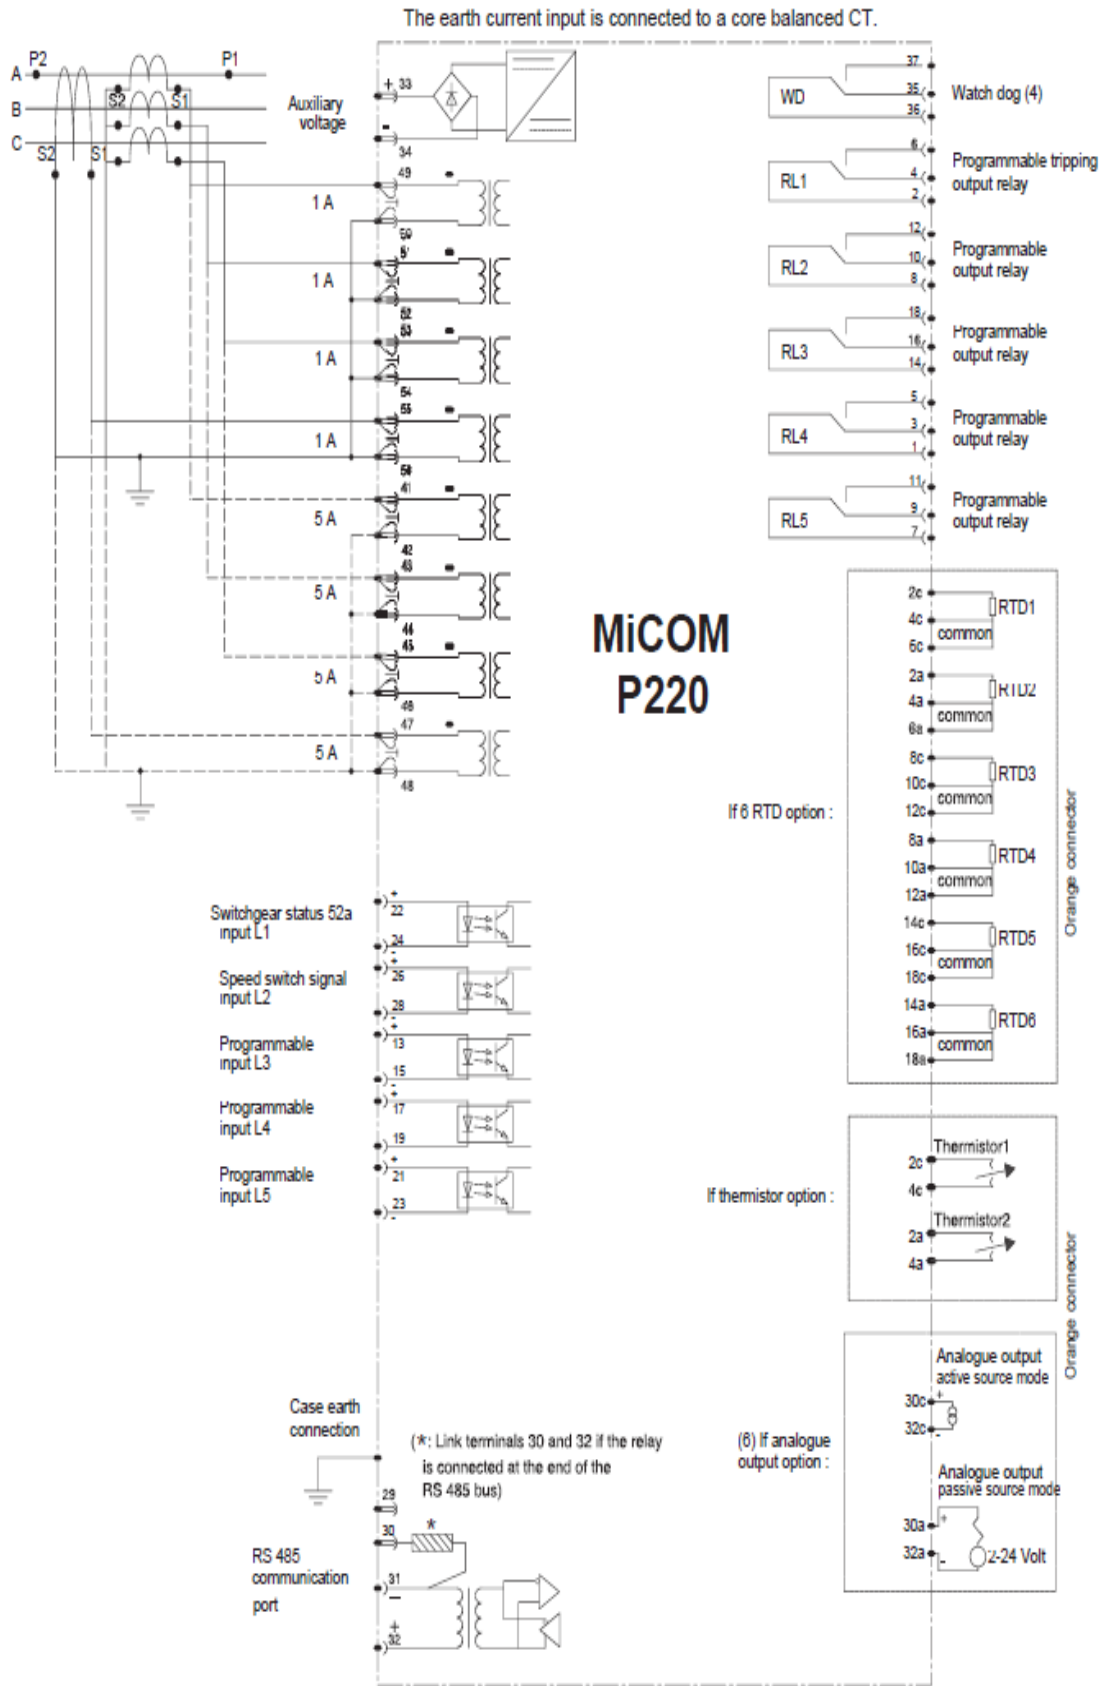 The earth current input is connected to a core balanced CT.
P2
P1
A
B
C
S2
S1
S2
S1
Auxiliary
voltage
+
33
-
34
49
1 A
50
51
1 A
52
53
1 A
54
55
1 A
56
41
5 A
42
43
5 A
44
45
5 A
46
47
5 A
48
MiCOM
P220
WD
37
35
36
Watch dog (4)
RL1
6
4
2
Programmable tripping
output relay
RL2
12
10
8
Programmable
output relay
RL3
18
16
14
Programmable
output relay
RL4
5
3
1
Programmable
output relay
RL5
11
9
7
Programmable
output relay
If 6 RTD option :
2c
4c
6c
RTD1
common
2a
4a
6a
RTD2
common
8c
10c
12c
RTD3
common
8a
10a
12a
RTD4
common
14c
16c
18c
RTD5
common
14a
16a
18a
RTD6
common
Orange connector
Switchgear status 52a
input L1
+
22
24
-
Speed switch signal
input L2
+
26
28
-
Programmable
input L3
+
13
15
-
Programmable
input L4
+
17
19
-
Programmable
input L5
+
21
23
-
If thermistor option :
Thermistor1
2c
4c
Thermistor2
2a
4a
Orange connector
(6) If analogue
output option :
Analogue output
active source mode
30c
+
32c
-
Analogue output
passive source mode
30a
+
32a
-
2-24 Volt
Case earth
connection
(*: Link terminals 30 and 32 if the relay
is connected at the end of the
RS 485 bus)
29
30
*
RS 485
communication
port
31
-
+
32